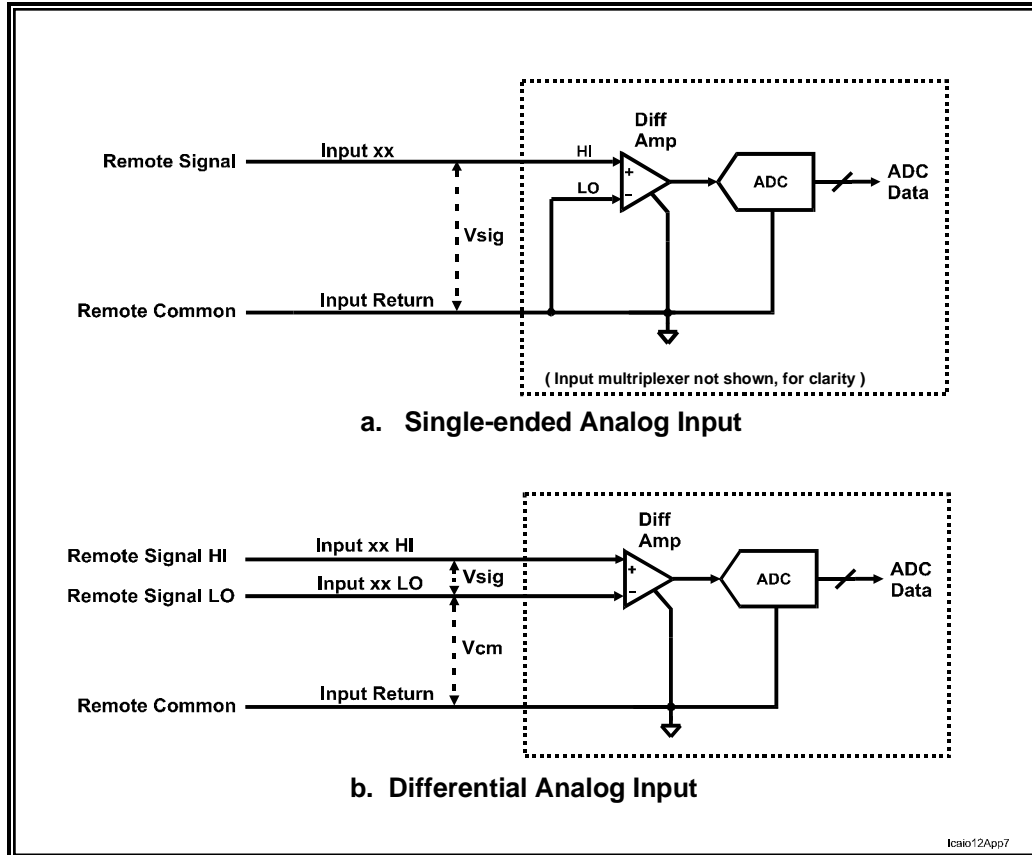 Diff
Amp
Remote Signal
Input xx
HI
+
LO
−
ADC
ADC
Data
Vsig
Remote Common
Input Return
( Input multiplexer not shown, for clarity )
a. Single-ended Analog Input
Diff
Amp
Remote Signal HI
Input xx HI
+
Vsig
ADC
ADC
Data
Remote Signal LO
Input xx LO
−
Vcm
Remote Common
Input Return
b. Differential Analog Input
Icaio12App7